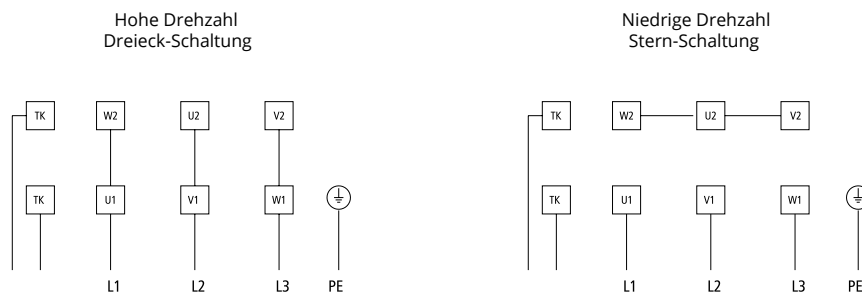 Hohe Drehzahl
Dreieck-Schaltung
TK W2 U2 V2
TK U1 V1 W1
L1 L2 L3 PE
Niedrige Drehzahl
Stern-Schaltung
TK W2 U2 V2
TK U1 V1 W1
L1 L2 L3 PE